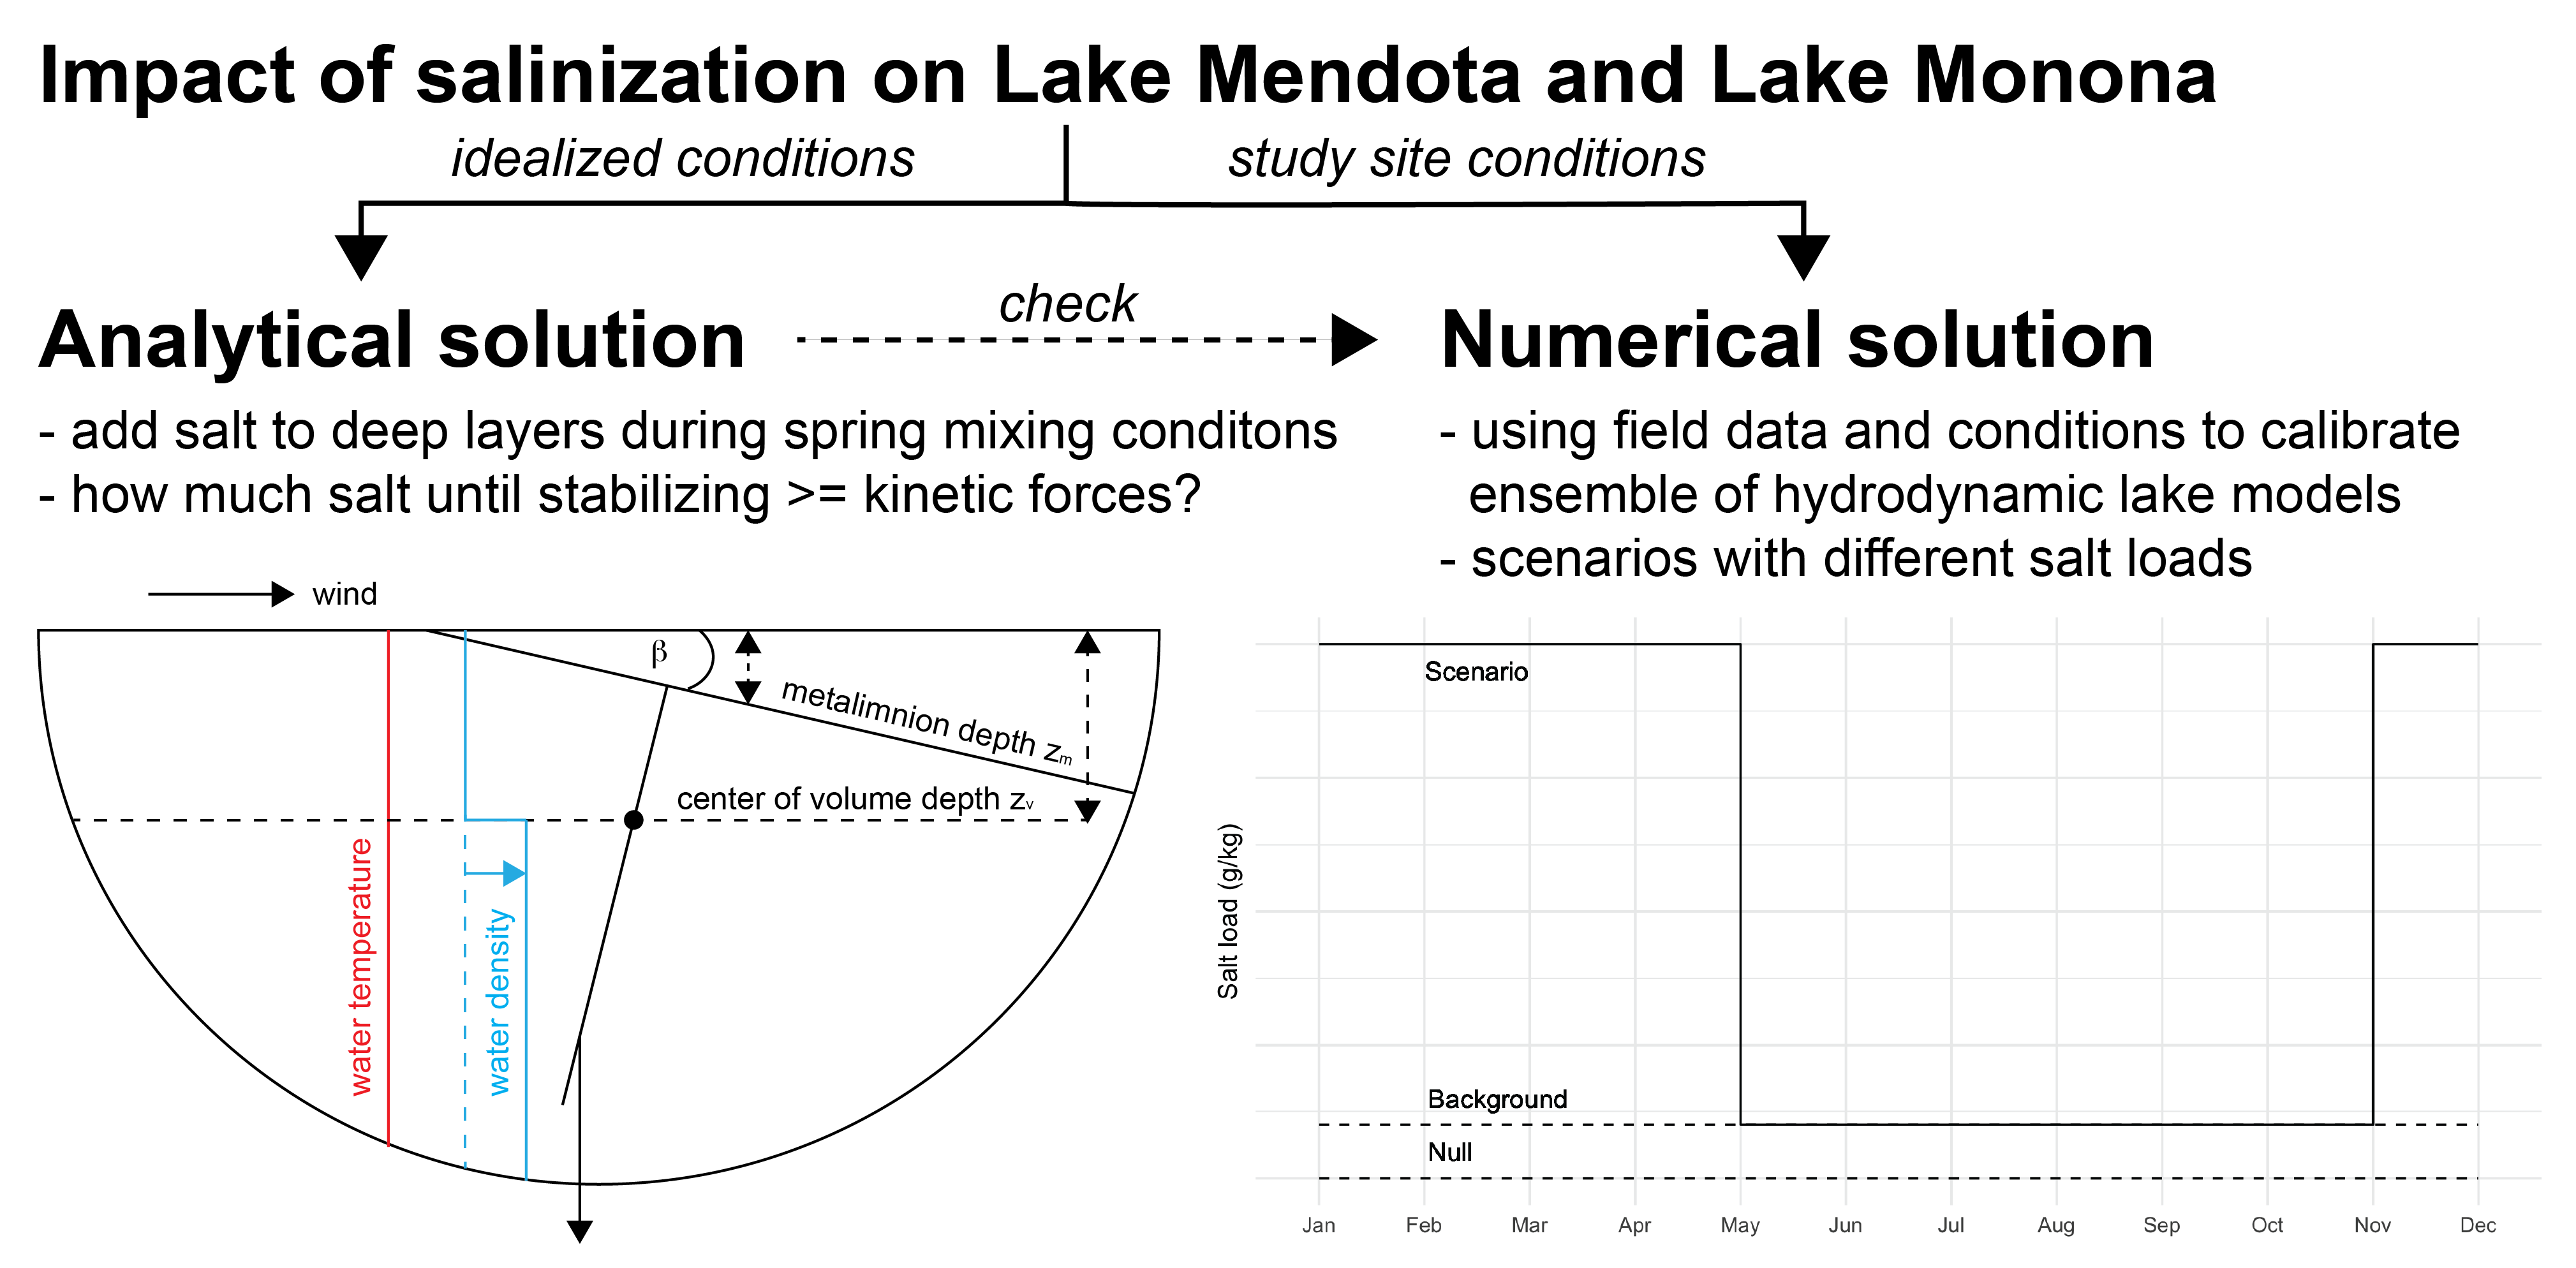 Impact of salinization on Lake Mendota and Lake Monona
idealized conditions
study site conditions
Analytical solution
check
Numerical solution
- add salt to deep layers during spring mixing conditons
- how much salt until stabilizing >= kinetic forces?
- using field data and conditions to calibrate
ensemble of hydrodynamic lake models
- scenarios with different salt loads
wind
β
metalimnion depth zm
center of volume depth zv
water temperature
water density
Salt load (g/kg)
Scenario
Background
Null
Jan Feb Mar Apr May Jun Jul Aug Sep Oct Nov Dec